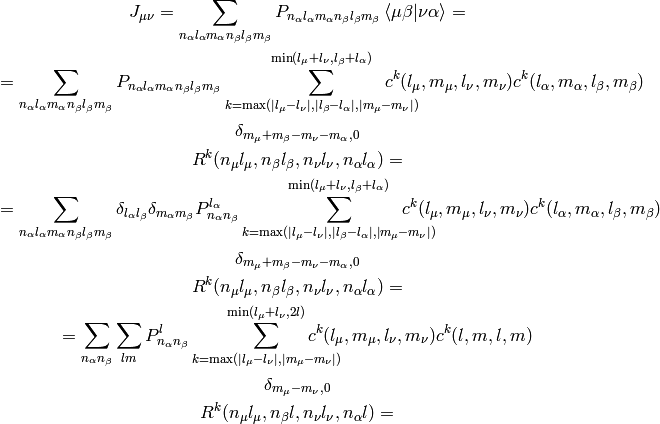 J_{\mu\nu} = \sum_{n_\alpha l_\alpha m_\alpha n_\beta l_\beta m_\beta} P_{n_\alpha l_\alpha m_\alpha n_\beta l_\beta m_\beta} \langle\mu\beta|\nu\alpha\rangle =
= \sum_{n_\alpha l_\alpha m_\alpha n_\beta l_\beta m_\beta} P_{n_\alpha l_\alpha m_\alpha n_\beta l_\beta m_\beta} \sum_{k=\max(|l_\mu-l_\nu|,|l_\beta-l_\alpha|,|m_\mu-m_\nu|)}^{\min(l_\mu+l_\nu,l_\beta+l_\alpha)} c^k(l_\mu, m_\mu, l_\nu, m_\nu) c^k(l_\alpha, m_\alpha, l_\beta, m_\beta)
\delta_{m_\mu+m_\beta-m_\nu-m_\alpha,0}
R^k(n_\mu l_\mu, n_\beta l_\beta, n_\nu l_\nu, n_\alpha l_\alpha) =
= \sum_{n_\alpha l_\alpha m_\alpha n_\beta l_\beta m_\beta} \delta_{l_\alpha l_\beta} \delta_{m_\alpha m_\beta} P^{l_\alpha}_{n_\alpha n_\beta} \sum_{k=\max(|l_\mu-l_\nu|,|l_\beta-l_\alpha|,|m_\mu-m_\nu|)}^{\min(l_\mu+l_\nu,l_\beta+l_\alpha)} c^k(l_\mu, m_\mu, l_\nu, m_\nu) c^k(l_\alpha, m_\alpha, l_\beta, m_\beta)
\delta_{m_\mu+m_\beta-m_\nu-m_\alpha,0}
R^k(n_\mu l_\mu, n_\beta l_\beta, n_\nu l_\nu, n_\alpha l_\alpha) =
= \sum_{n_\alpha n_\beta} \sum_{lm} P^l_{n_\alpha n_\beta} \sum_{k=\max(|l_\mu-l_\nu|,|m_\mu-m_\nu|)}^{\min(l_\mu+l_\nu,2l)} c^k(l_\mu, m_\mu, l_\nu, m_\nu) c^k(l, m, l, m)
\delta_{m_\mu-m_\nu,0}
R^k(n_\mu l_\mu, n_\beta l, n_\nu l_\nu, n_\alpha l) =